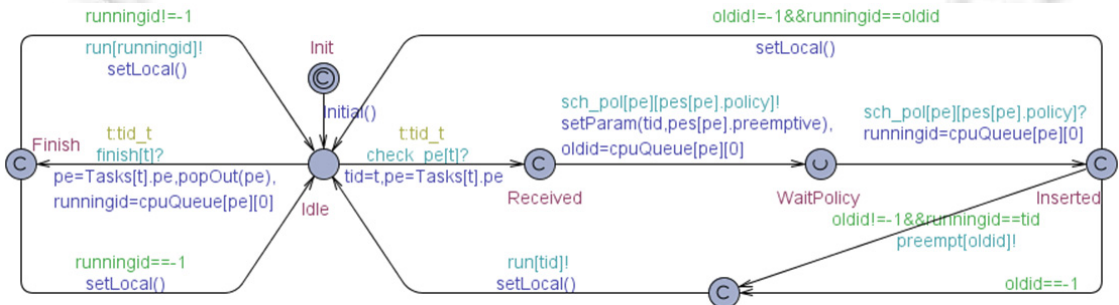 runningid!=-1
run[runningid]!
setLocal()
Init
oldid!=-1&&runningid==oldid
setLocal()
Initial()
Finish
t:tid_t
finish[t]?
pe=Tasks[t].pe,popOut(pe),
runningid=cpuQueue[pe][0]
Idle
t:tid_t
check_pe[t]?
tid=t,pe=Tasks[t].pe
C
Received
sch_pol[pe][pes[pe].policy]!
setParam(tid,pes[pe].preemptive),
oldid=cpuQueue[pe][0]
WaitPolicy
sch_pol[pe][pes[pe].policy]?
runningid=cpuQueue[pe][0]
Inserted
C
C
C
C
runningid==-1
setLocal()
run[tid]!
setLocal()
oldid!=-1&&runningid==tid
preempt[oldid]!
oldid==-1